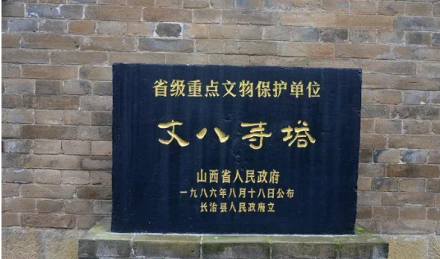 省级重点文物保护单位
丈八寺塔
山西省人民政府
一九八六年八月十八日公布
长治县人民政府立